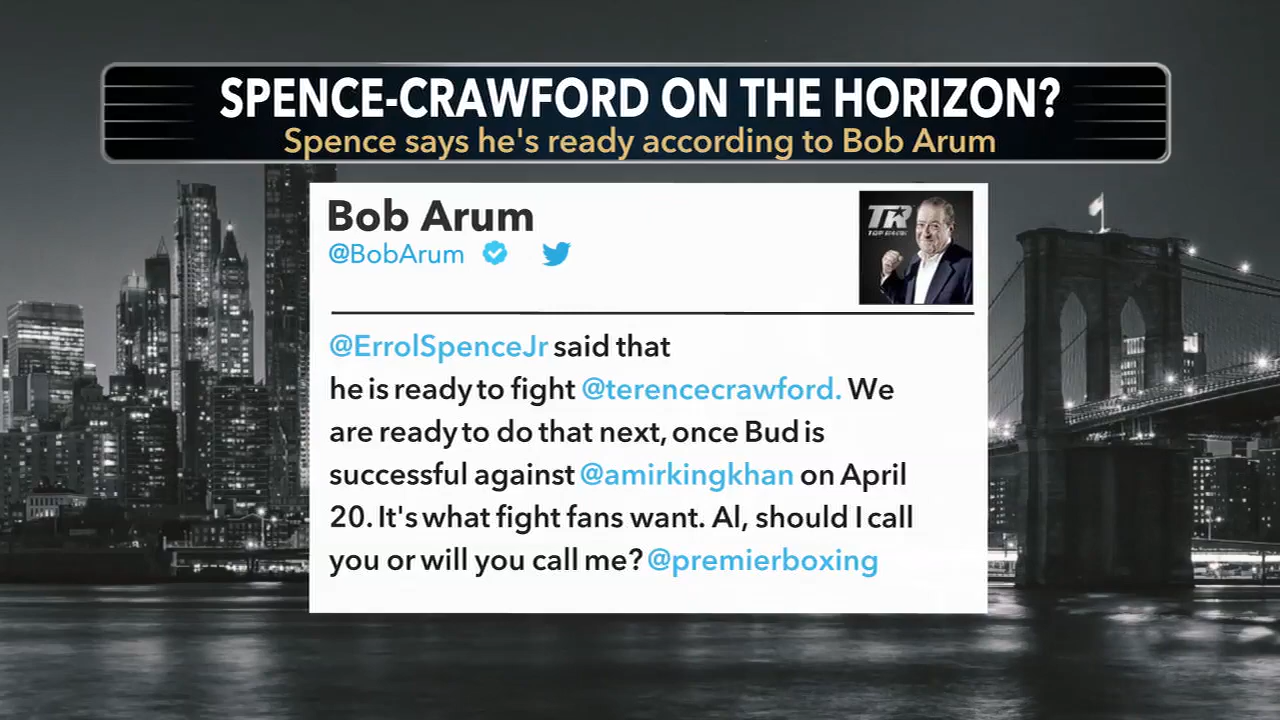 SPENCE-CRAWFORD ON THE HORIZON?
Spence says he's ready according to Bob Arum
Bob Arum
@BobArum
TR
TOP RANK
@ErrolSpenceJr said that
he is ready to fight @terencecrawford. We
are ready to do that next, once Bud is
successful against @amirkingkhan on April
20. It's what fight fans want. Al, should I call
you or will you call me? @premierboxing